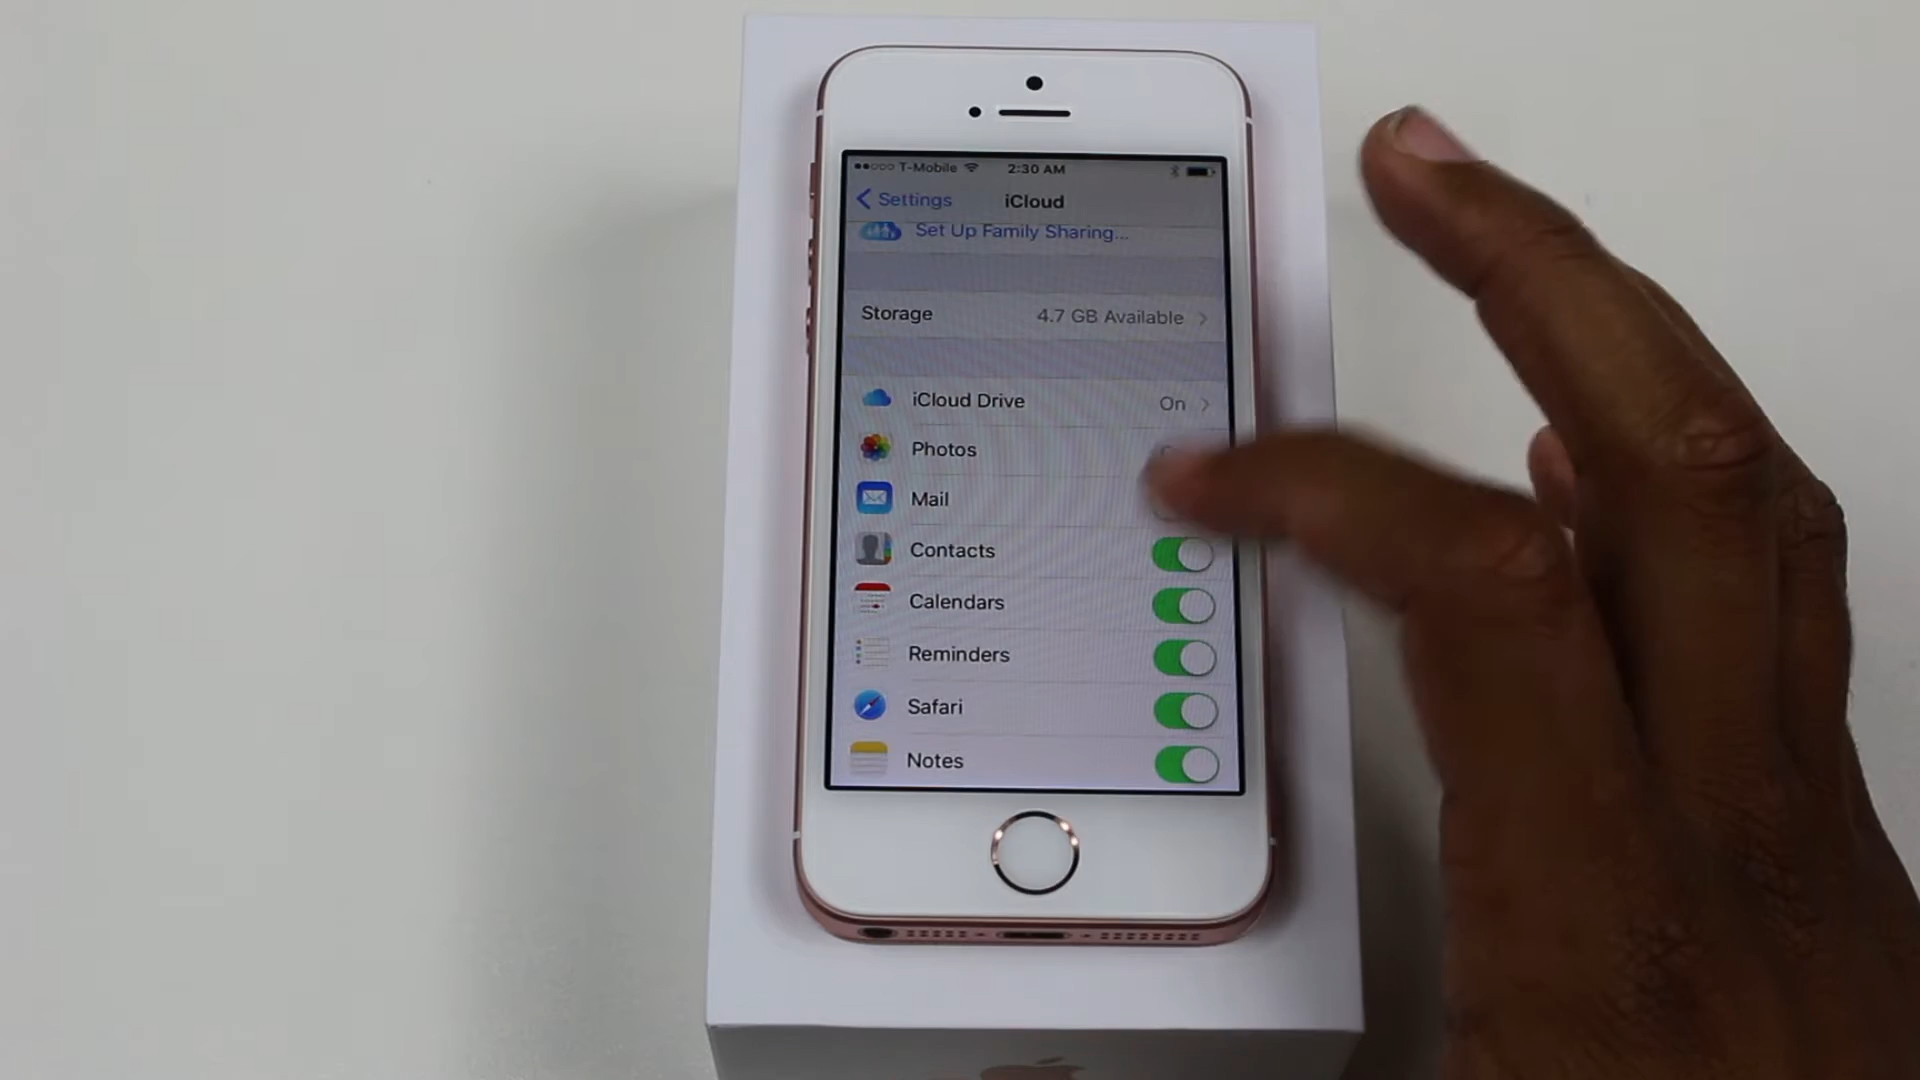 T-Mobile 2:30 AM
Settings iCloud
Set Up Family Sharing...
Storage 4.7 GB Available
iCloud Drive On
Photos
Mail
Contacts
Calendars
Reminders
Safari
Notes